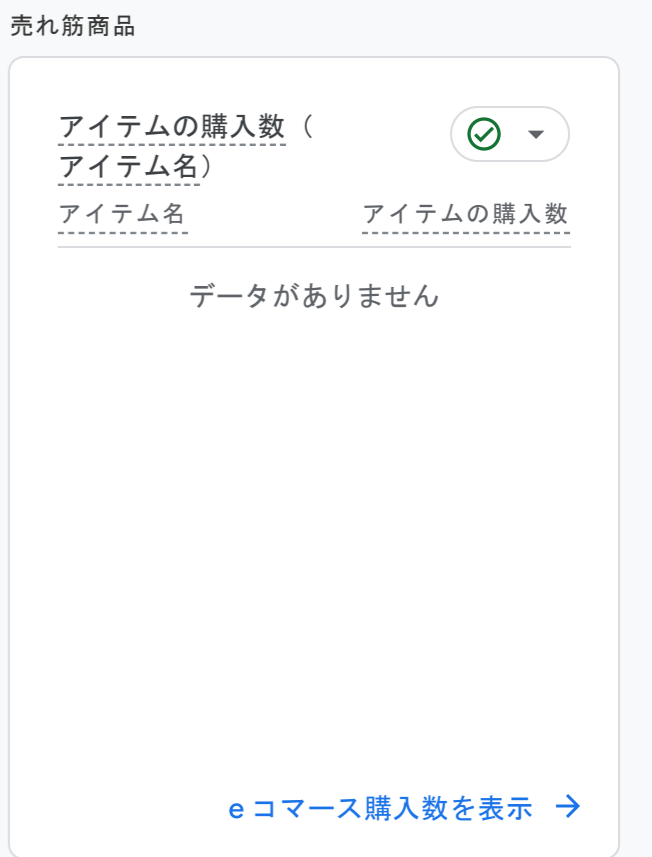 売れ筋商品
アイテムの購入数（
アイテム名）
アイテム名 アイテムの購入数
データがありません
e コマース購入数を表示